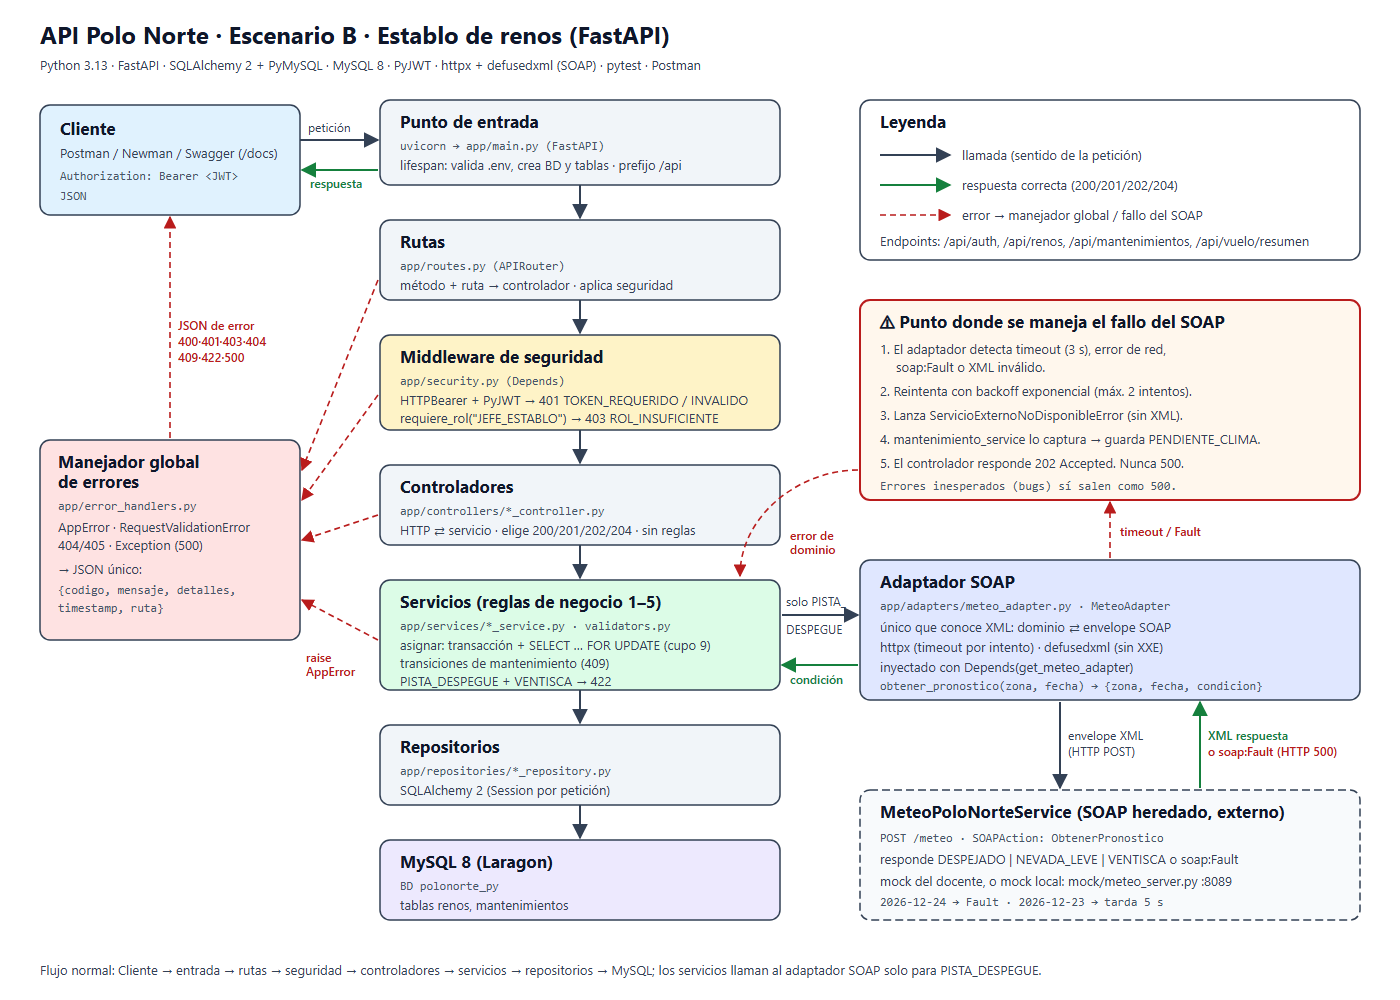 API Polo Norte · Escenario B · Establo de renos (FastAPI)
Python 3.13 · FastAPI · SQLAlchemy 2 + PyMySQL · MySQL 8 · PyJWT · httpx + defusedxml (SOAP) · pytest · Postman
Cliente
Postman / Newman / Swagger (/docs)
Authorization: Bearer <JWT>
JSON
petición
respuesta
Punto de entrada
uvicorn → app/main.py (FastAPI)
lifespan: valida .env, crea BD y tablas · prefijo /api
Leyenda
llamada (sentido de la petición)
respuesta correcta (200/201/202/204)
error → manejador global / fallo del SOAP
Endpoints: /api/auth, /api/renos, /api/mantenimientos, /api/vuelo/resumen
Rutas
app/routes.py (APIRouter)
método + ruta → controlador · aplica seguridad
JSON de error
400·401·403·404
409·422·500
Middleware de seguridad
app/security.py (Depends)
HTTPBearer + PyJWT → 401 TOKEN_REQUERIDO / INVALIDO
requiere_rol("JEFE_ESTABLO") → 403 ROL_INSUFICIENTE
⚠ Punto donde se maneja el fallo del SOAP
1. El adaptador detecta timeout (3 s), error de red,
soap:Fault o XML inválido.
2. Reintenta con backoff exponencial (máx. 2 intentos).
3. Lanza ServicioExternoNoDisponibleError (sin XML).
4. mantenimiento_service lo captura → guarda PENDIENTE_CLIMA.
5. El controlador responde 202 Accepted. Nunca 500.
Errores inesperados (bugs) sí salen como 500.
Manejador global
de errores
app/error_handlers.py
AppError · RequestValidationError
404/405 · Exception (500)
→ JSON único:
{codigo, mensaje, detalles,
timestamp, ruta}
Controladores
app/controllers/*_controller.py
HTTP ⇄ servicio · elige 200/201/202/204 · sin reglas
error de
dominio
timeout / Fault
Servicios (reglas de negocio 1–5)
app/services/*_service.py · validators.py
asignar: transacción + SELECT … FOR UPDATE (cupo 9)
transiciones de mantenimiento (409)
PISTA_DESPEGUE + VENTISCA → 422
raise
AppError
solo PISTA_
DESPEGUE
condición
Adaptador SOAP
app/adapters/meteo_adapter.py · MeteoAdapter
único que conoce XML: dominio ⇄ envelope SOAP
httpx (timeout por intento) · defusedxml (sin XXE)
inyectado con Depends(get_meteo_adapter)
obtener_pronostico(zona, fecha) → {zona, fecha, condicion}
Repositorios
app/repositories/*_repository.py
SQLAlchemy 2 (Session por petición)
envelope XML
(HTTP POST)
XML respuesta
o soap:Fault (HTTP 500)
MySQL 8 (Laragon)
BD polonorte_py
tablas renos, mantenimientos
MeteoPoloNorteService (SOAP heredado, externo)
POST /meteo · SOAPAction: ObtenerPronostico
responde DESPEJADO | NEVADA_LEVE | VENTISCA o soap:Fault
mock del docente, o mock local: mock/meteo_server.py :8089
2026-12-24 → Fault · 2026-12-23 → tarda 5 s
Flujo normal: Cliente → entrada → rutas → seguridad → controladores → servicios → repositorios → MySQL; los servicios llaman al adaptador SOAP solo para PISTA_DESPEGUE.